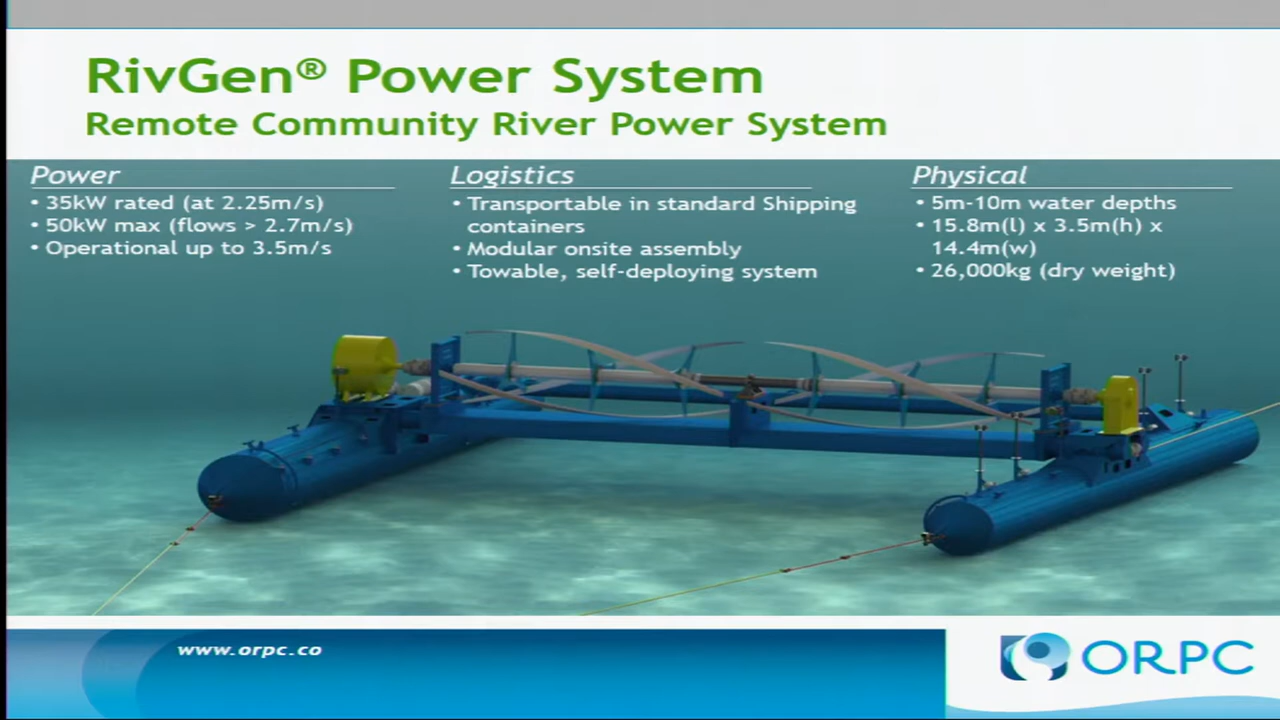 RivGen® Power System
Remote Community River Power System
Power
• 35kW rated (at 2.25m/s)
• 50kW max (flows > 2.7m/s)
• Operational up to 3.5m/s
Logistics
• Transportable in standard Shipping
containers
• Modular onsite assembly
• Towable, self-deploying system
Physical
• 5m-10m water depths
• 15.8m(l) x 3.5m(h) x
14.4m(w)
• 26,000kg (dry weight)
www.orpc.co
ORPC